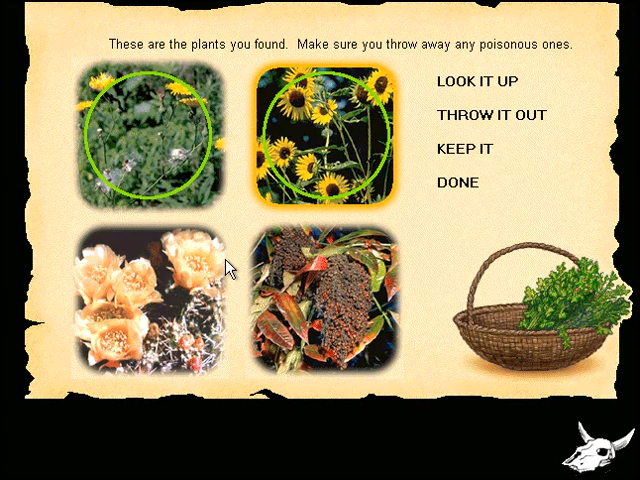 These are the plants you found.  Make sure you throw away any poisonous ones.
LOOK IT UP
THROW IT OUT
KEEP IT
DONE